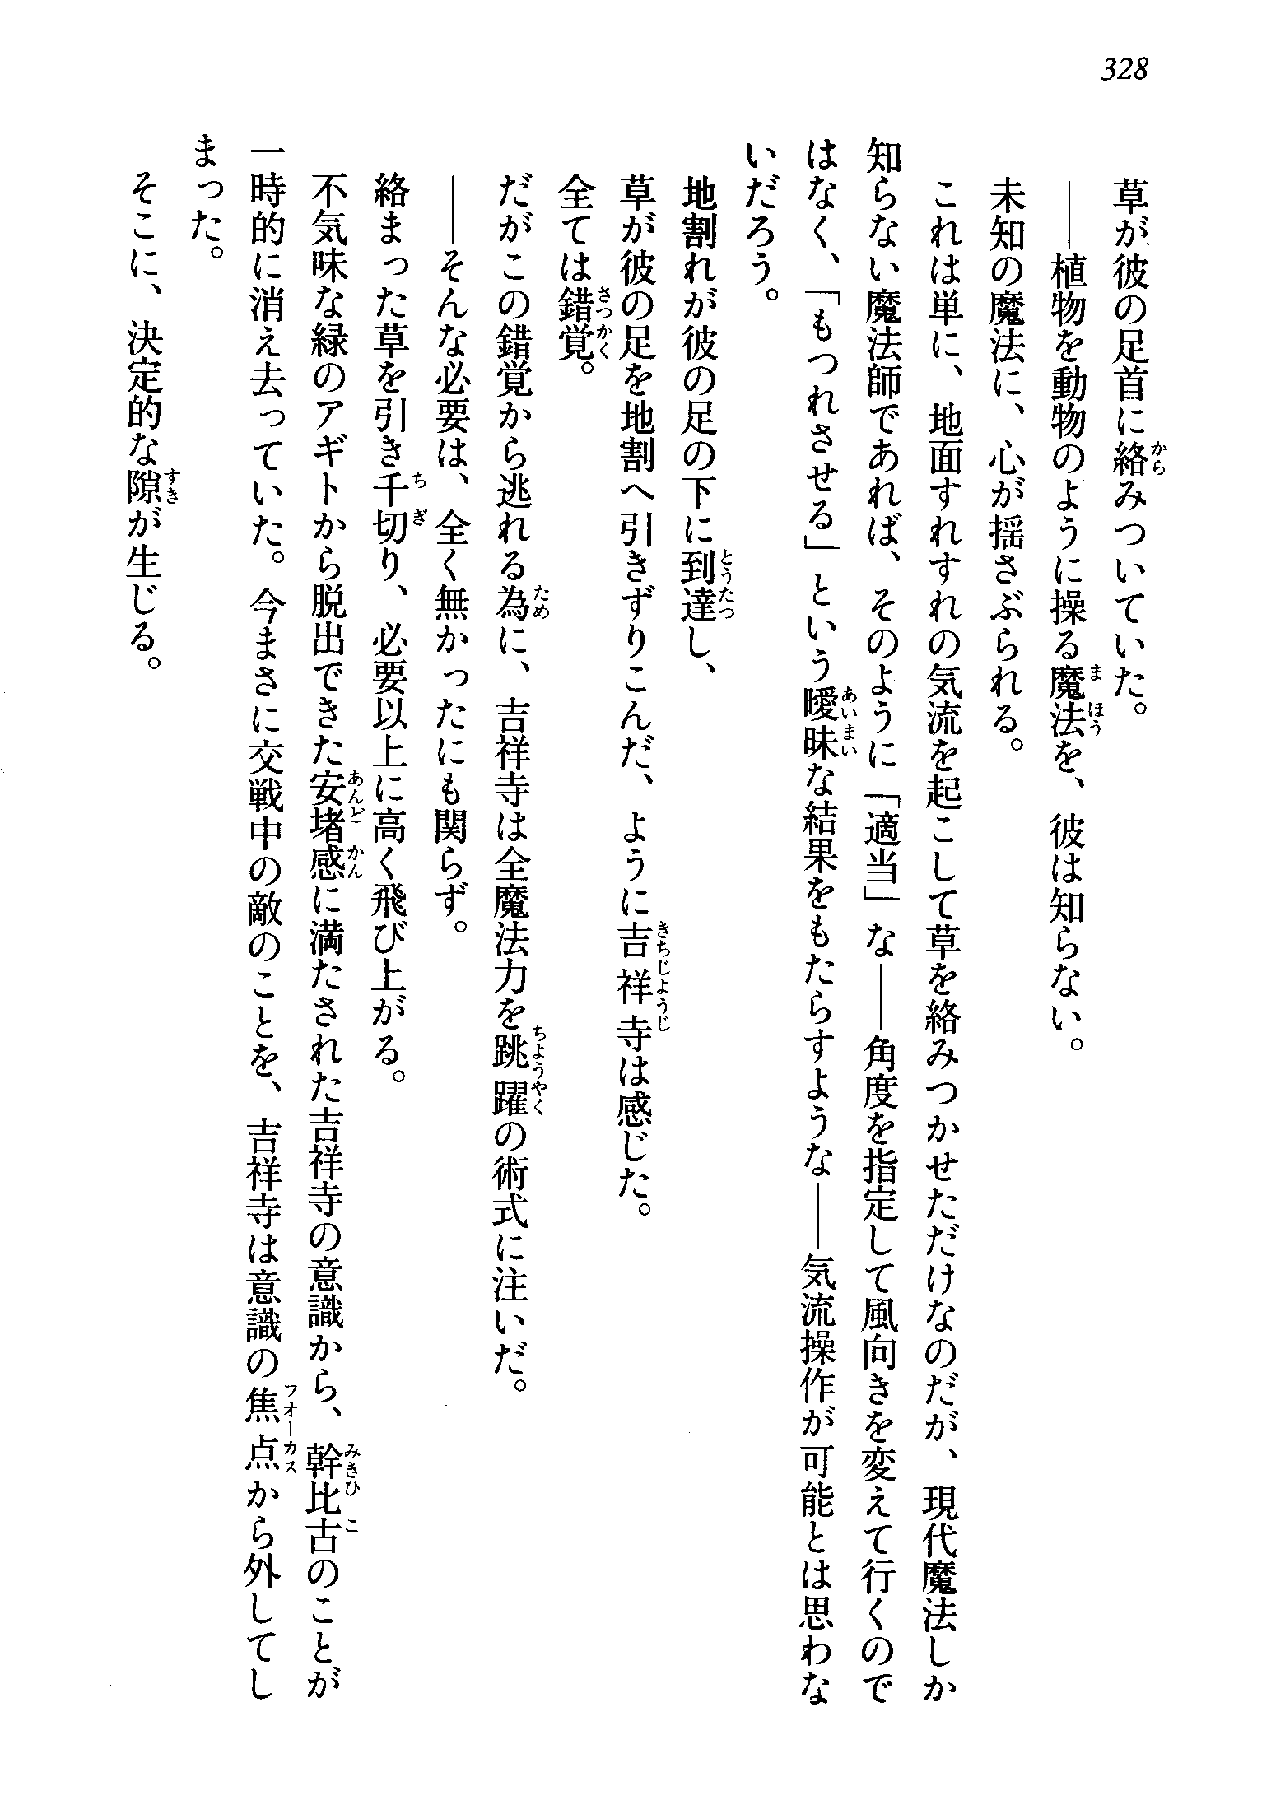 328
草が彼の足首に絡みついていた。
――植物を動物のように操る魔法を、彼は知らない。
未知の魔法に、心が揺さぶられる。
これは単に、地面すれすれの気流を起こして草を絡みつかせただけなのだが、現代魔法しか
知らない魔法師であれば、そのように「適当」な――角度を指定して風向きを変えて行くので
はなく、「もつれさせる」という曖昧な結果をもたらすような――気流操作が可能とは思わな
いだろう。
地割れが彼の足の下に到達し、
草が彼の足を地割へ引きずりこんだ、ように吉祥寺は感じた。
全ては錯覚。
だがこの錯覚から逃れる為に、吉祥寺は全魔法力を跳躍の術式に注いだ。
――そんな必要は、全く無かったにも関らず。
絡まった草を引き千切り、必要以上に高く飛び上がる。
不気味な緑のアギトから脱出できた安堵感に満たされた吉祥寺の意識から、幹比古のことが
一時的に消え去っていた。今まさに交戦中の敵のことを、吉祥寺は意識の焦点から外してし
まった。
そこに、決定的な隙が生じる。